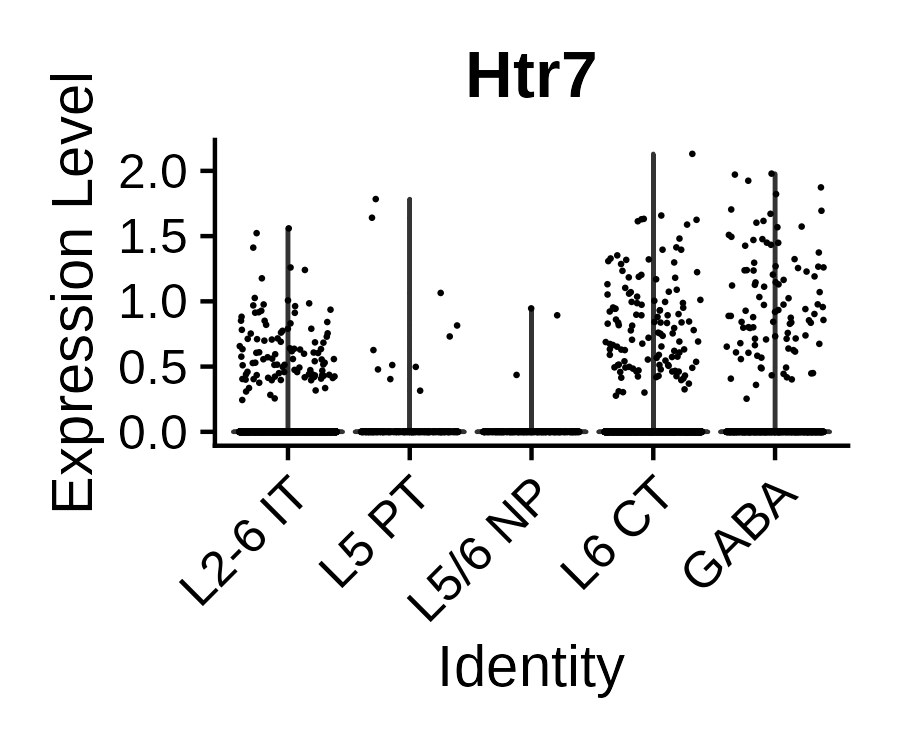 Htr7
Expression Level
2.0
1.5
1.0
0.5
0.0
L2-6 IT
L5 PT
L5/6 NP
L6 CT
GABA
Identity